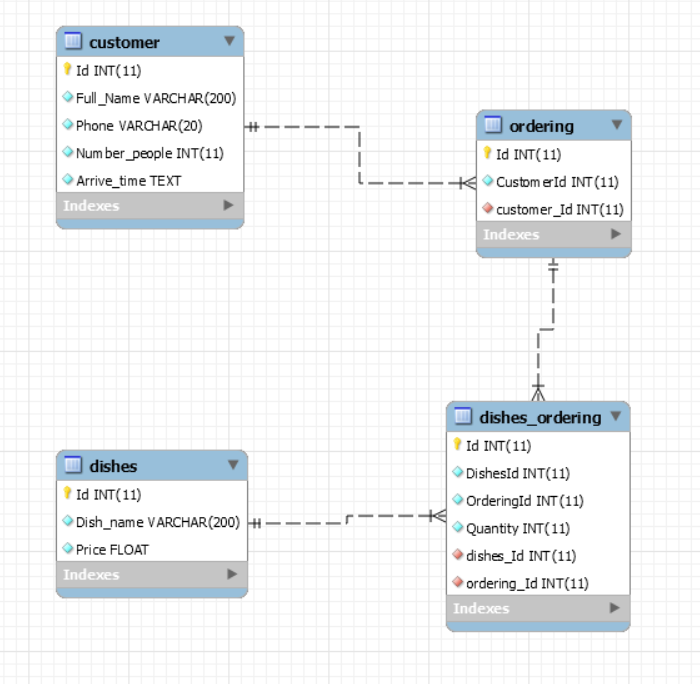 customer
Id INT(11)
Full_Name VARCHAR(200)
Phone VARCHAR(20)
Number_people INT(11)
Arrive_time TEXT
Indexes
ordering
Id INT(11)
CustomerId INT(11)
customer_Id INT(11)
Indexes
dishes
Id INT(11)
Dish_name VARCHAR(200)
Price FLOAT
Indexes
dishes_ordering
Id INT(11)
DishesId INT(11)
OrderingId INT(11)
Quantity INT(11)
dishes_Id INT(11)
ordering_Id INT(11)
Indexes